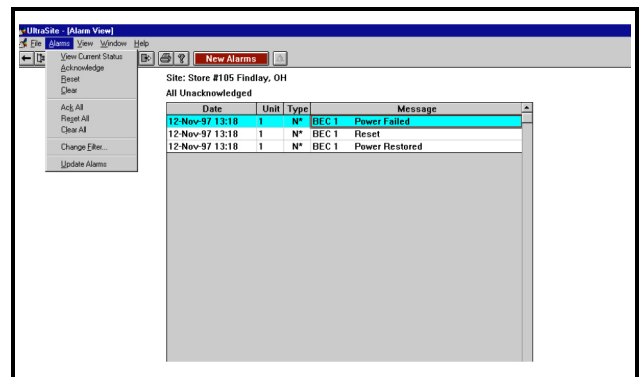 UltraSite - [Alarm View]
File Alarms View Window Help
New Alarms
View Current Status
Acknowledge
Reset
Clear
Ack All
Reset All
Clear All
Change Filter...
Update Alarms
Site: Store #105 Findlay, OH
All Unacknowledged
Date Unit Type Message
12-Nov-97 13:18 1 N* BEC 1 Power Failed
12-Nov-97 13:18 1 N* BEC 1 Reset
12-Nov-97 13:18 1 N* BEC 1 Power Restored